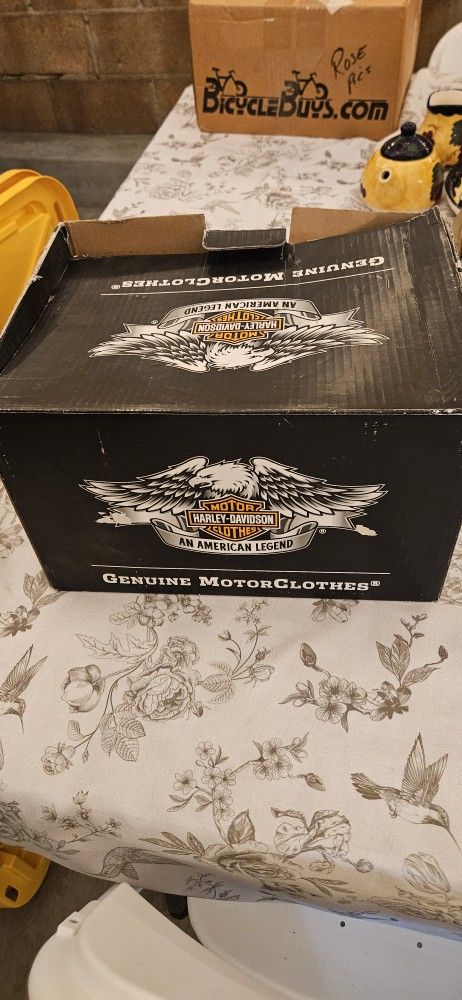 Rose
Pic's
BicycleBuys.com
Genuine MotorClothes®
AN AMERICAN LEGEND
®
CLOTHES
HARLEY-DAVIDSON
MOTOR
MOTOR
HARLEY-DAVIDSON
CLOTHES
®
AN AMERICAN LEGEND
Genuine MotorClothes®